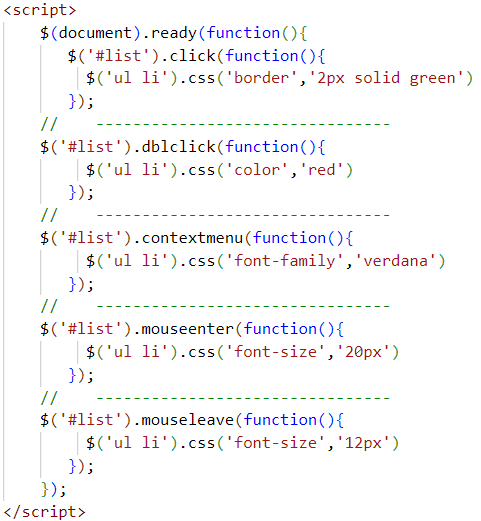 <script>
$(document).ready(function(){
$('#list').click(function(){
$('ul li').css('border','2px solid green')
});
// --------------------------------
$('#list').dblclick(function(){
$('ul li').css('color','red')
});
// --------------------------------
$('#list').contextmenu(function(){
$('ul li').css('font-family','verdana')
});
// --------------------------------
$('#list').mouseenter(function(){
$('ul li').css('font-size','20px')
});
// --------------------------------
$('#list').mouseleave(function(){
$('ul li').css('font-size','12px')
});
});
</script>